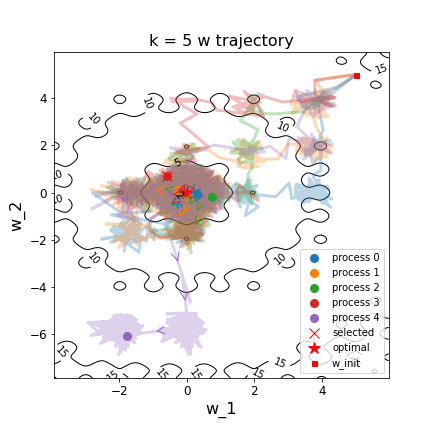 k = 5 w trajectory
w_2
4
2
0
−2
−4
−6
−2
0
2
4
w_1
15
10
10
10
5
10
10
10
15
15
15
15
15
process 0
process 1
process 2
process 3
process 4
selected
optimal
w_init